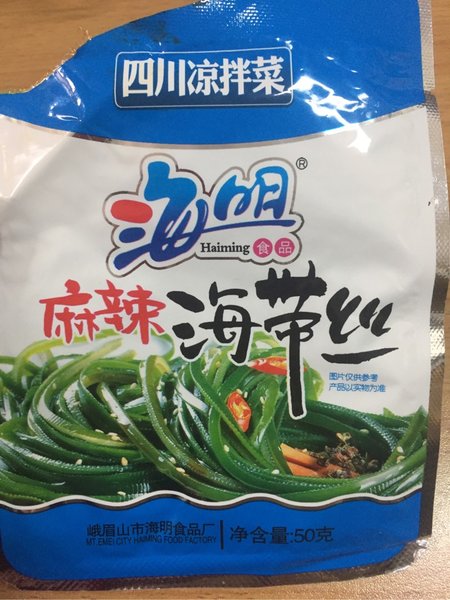 四川凉拌菜
海明®
Haiming 食品
麻辣海带丝
图片仅供参考
产品以实物为准
峨眉山市海明食品厂
MT.EMEI CITY HAIMING FOOD FACTORY
净含量:50克